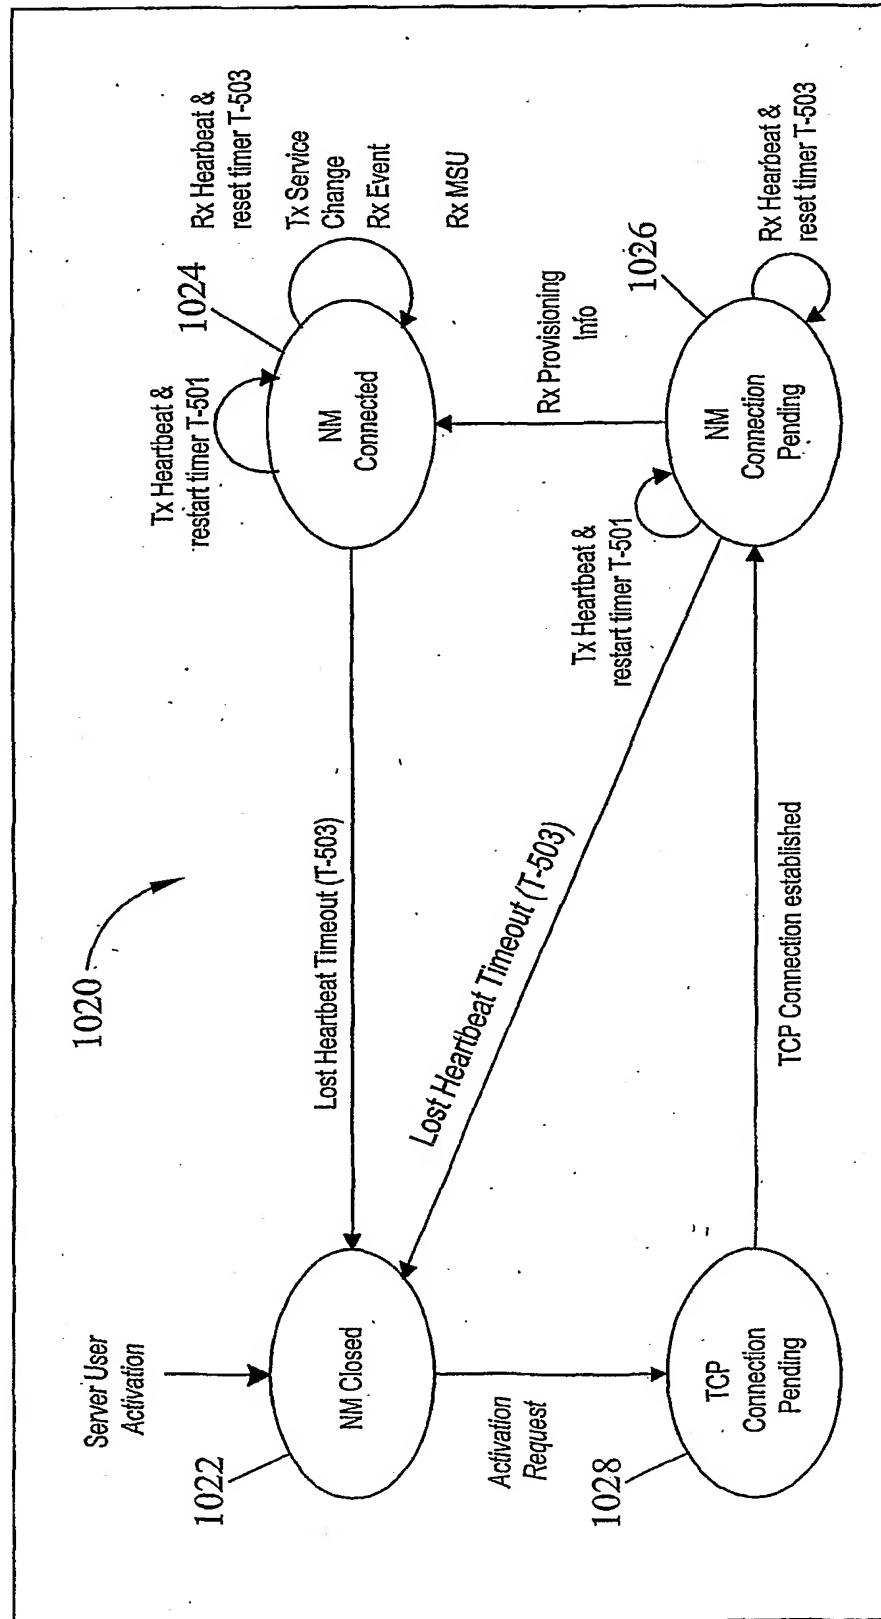 1020
Server User
Activation
1022
NM Closed
Activation
Request
1028
TCP
Connection
Pending
Lost Heartbeat Timeout (T-503)
Lost Heartbeat Timeout (T-503)
TCP Connection established
Tx Heartbeat &
restart timer T-501
1024
NM
Connected
Rx Hearbeat &
reset timer T-503
Tx Service
Change
Rx Event
Rx MSU
Rx Provisioning
Info
1026
Tx Heartbeat &
restart timer T-501
NM
Connection
Pending
Rx Hearbeat &
reset timer T-503